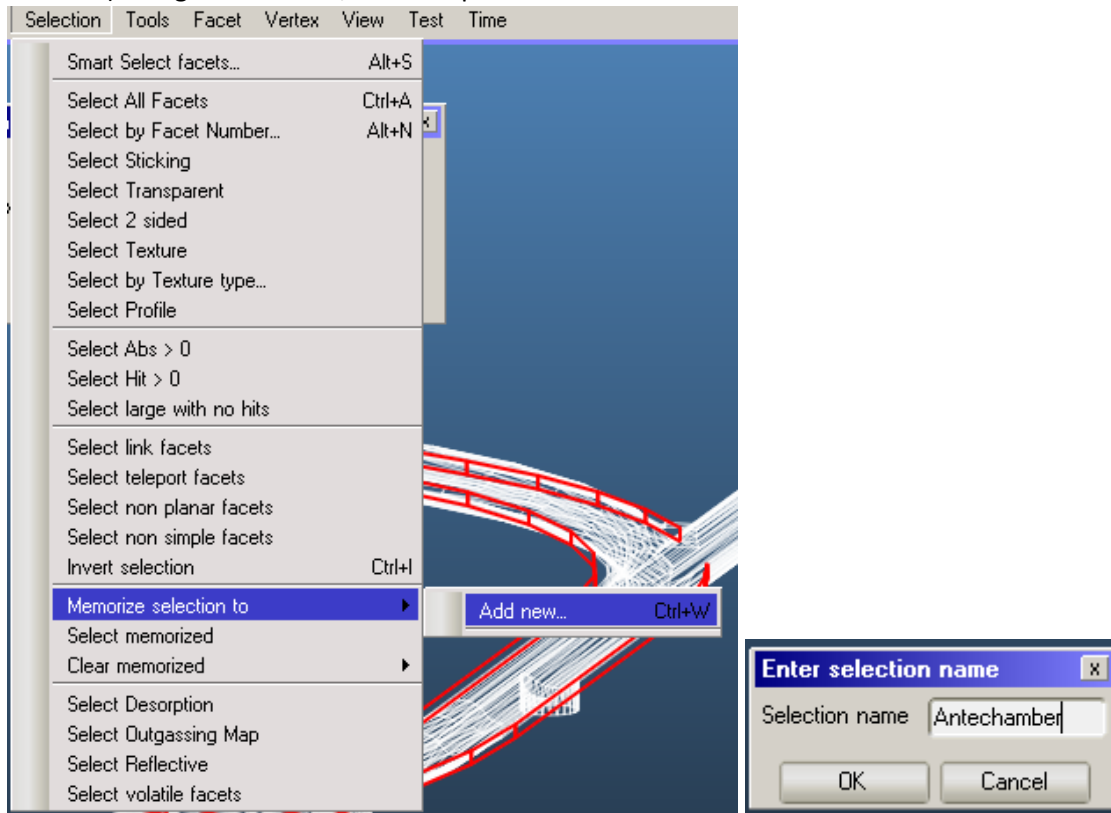 Selection Tools Facet Vertex View Test Time
Smart Select facets... Alt+S
Select All Facets Ctrl+A
Select by Facet Number... Alt+N
Select Sticking
Select Transparent
Select 2 sided
Select Texture
Select by Texture type...
Select Profile
Select Abs > 0
Select Hit > 0
Select large with no hits
Select link facets
Select teleport facets
Select non planar facets
Select non simple facets
Invert selection Ctrl+I
Memorize selection to
Add new... Ctrl+W
Select memorized
Clear memorized
Select Desorption
Select Outgassing Map
Select Reflective
Select volatile facets
Enter selection name
Selection name Antechamber
OK Cancel